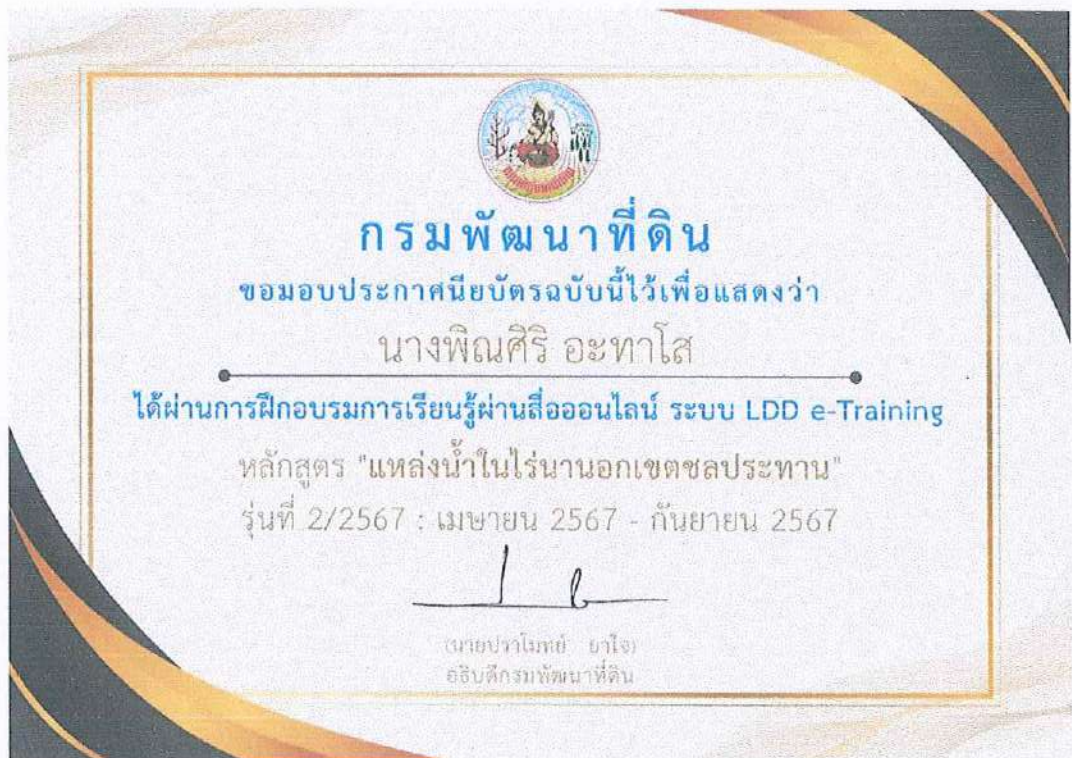 กรมพัฒนาที่ดิน
ขอมอบประกาศนียบัตรฉบับนี้ไว้เพื่อแสดงว่า
นางพิณศิริ อะทาโส
ได้ผ่านการฝึกอบรมการเรียนรู้ผ่านสื่อออนไลน์ ระบบ LDD e-Training
หลักสูตร "แหล่งน้ำในไร่นานอกเขตชลประทาน"
รุ่นที่ 2/2567 : เมษายน 2567 - กันยายน 2567
(นายปราโมทย์ ยาใจ)
อธิบดีกรมพัฒนาที่ดิน